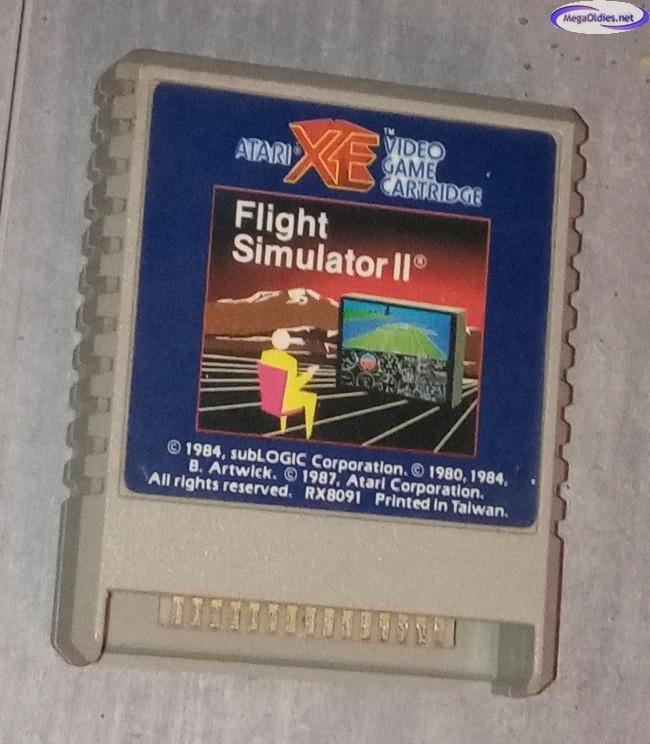 MegaOldies.net
ATARI® XE™ VIDEO
GAME
CARTRIDGE
Flight
Simulator II®
© 1984, subLOGIC Corporation. © 1980, 1984,
B. Artwick. © 1987, Atari Corporation.
All rights reserved. RX8091 Printed in Taiwan.